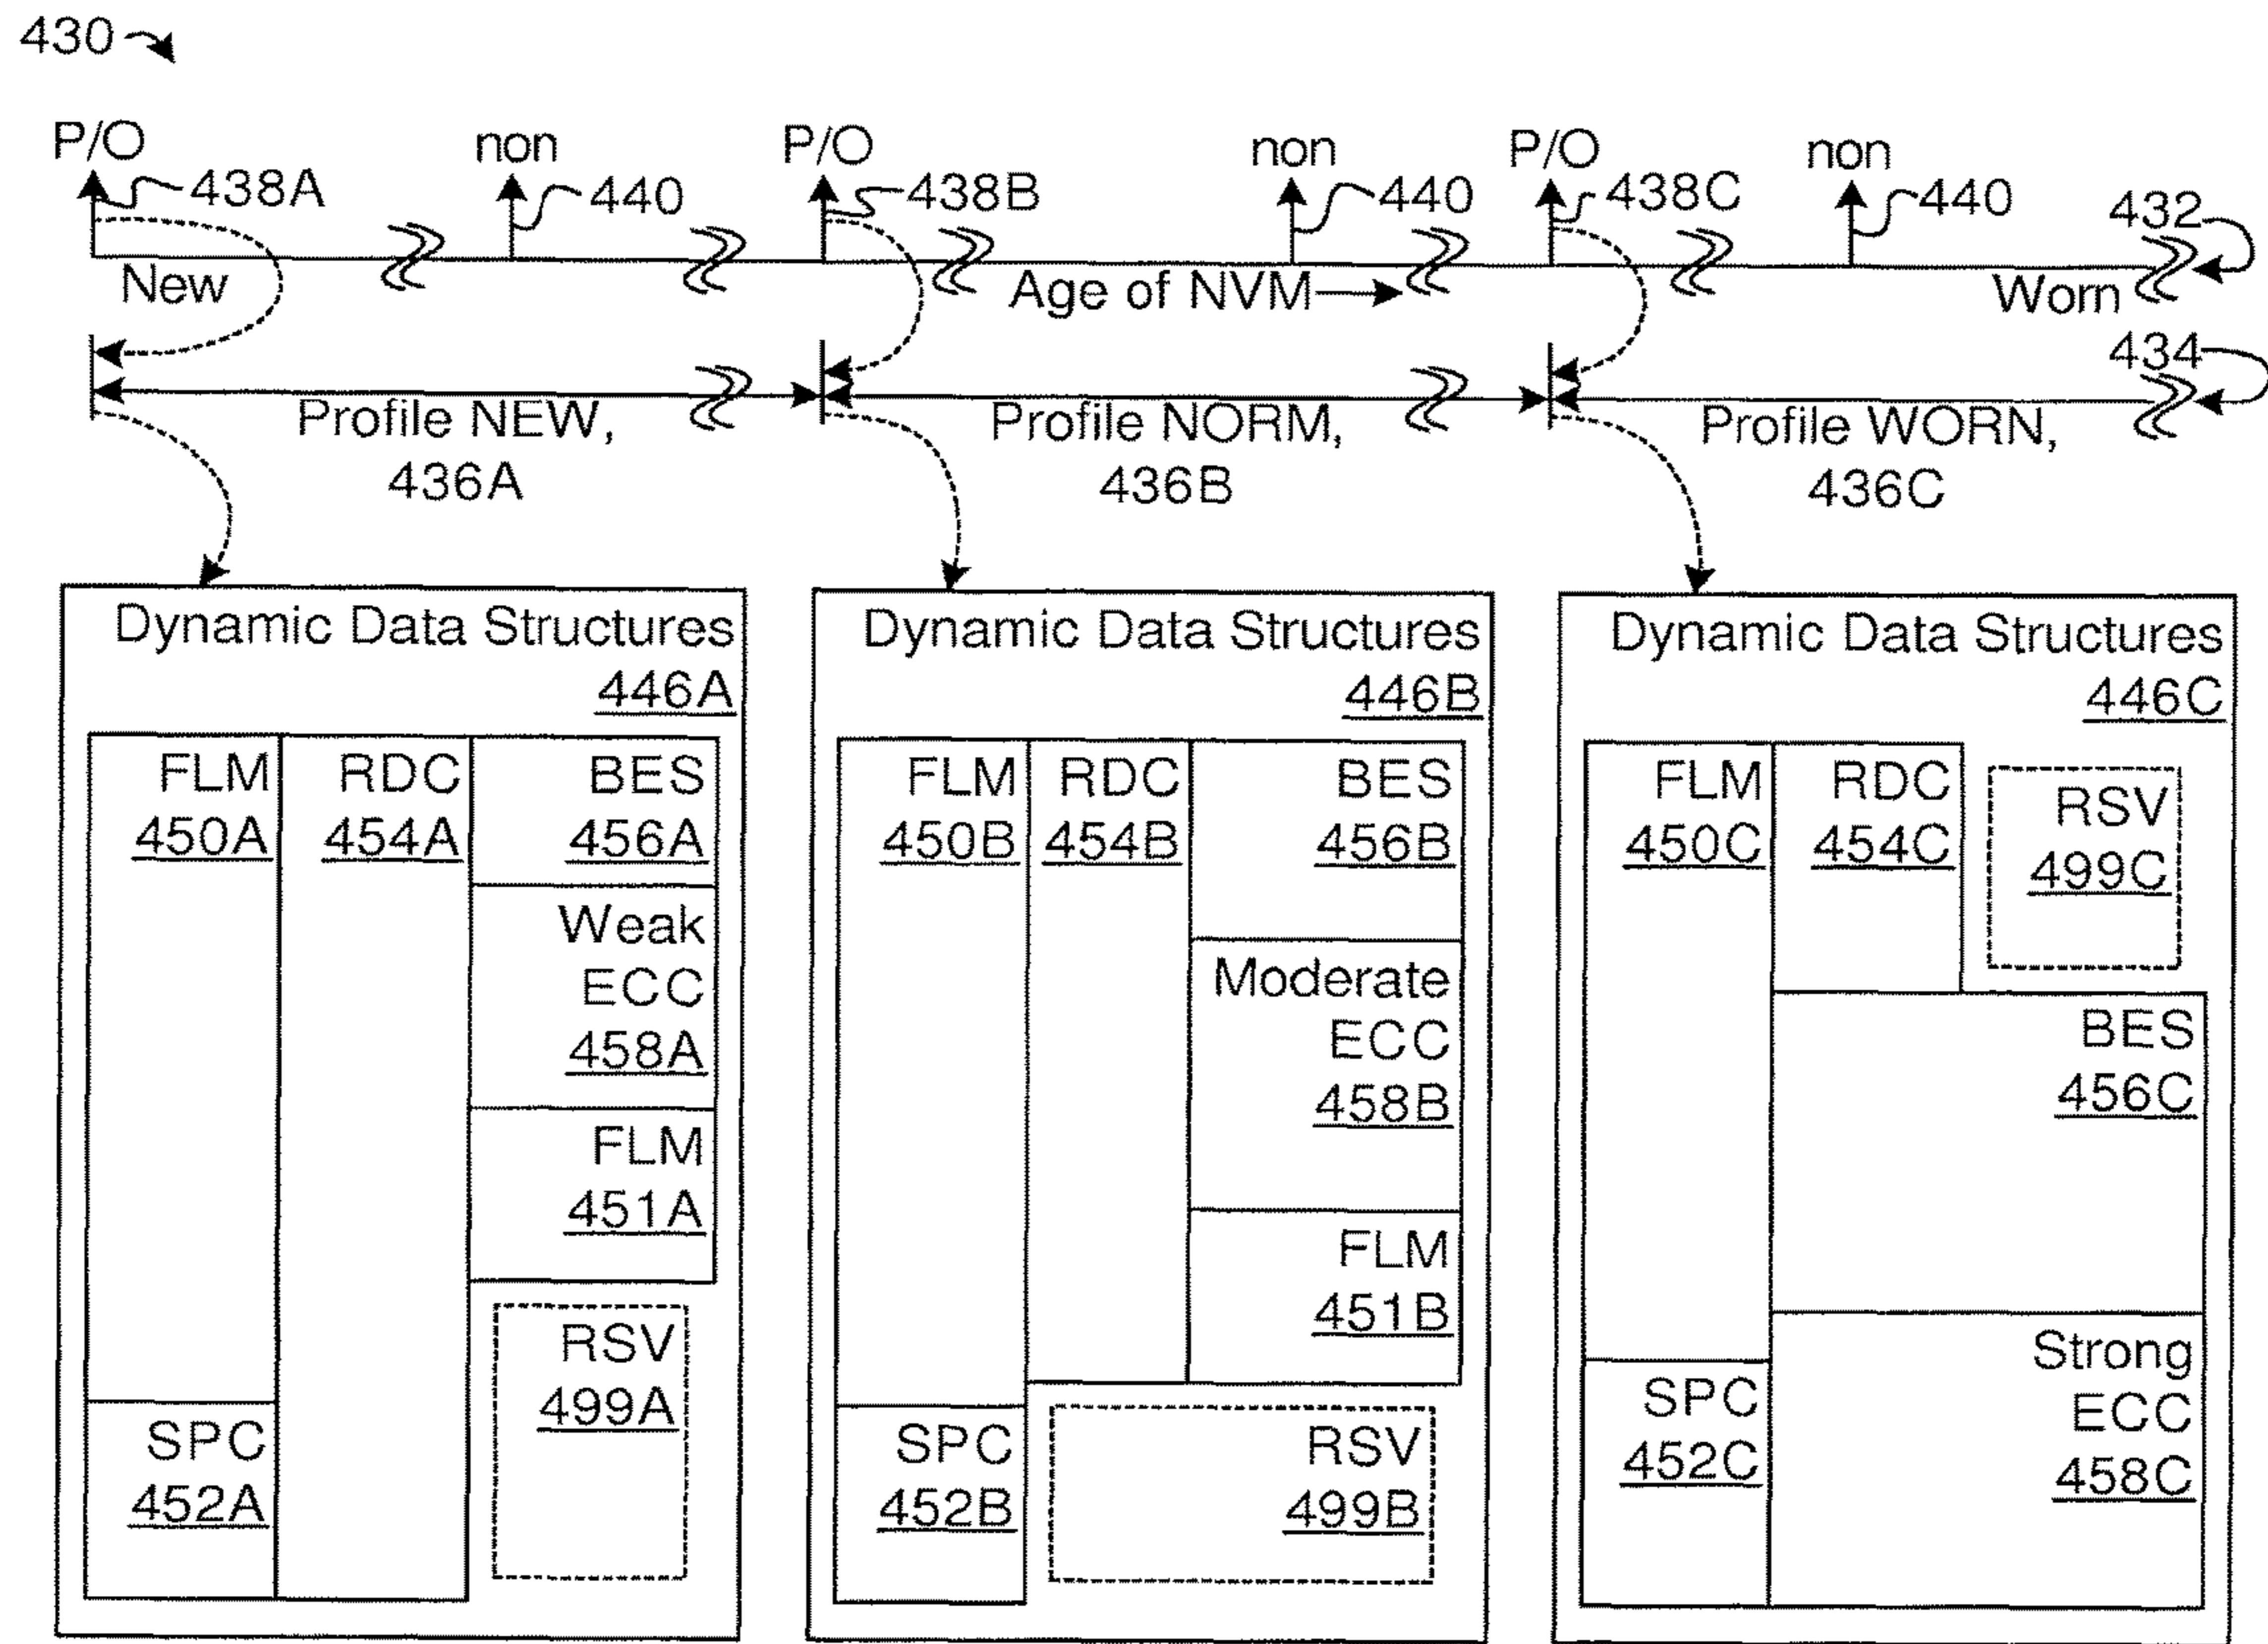 430
P/O
non
P/O
non
P/O
non
438A
440
438B
440
438C
440
432
New
Age of NVM
Worn
434
Profile NEW,
436A
Profile NORM,
436B
Profile WORN,
436C
Dynamic Data Structures
446A
FLM
450A
RDC
454A
BES
456A
Weak
ECC
458A
FLM
451A
RSV
499A
SPC
452A
Dynamic Data Structures
446B
FLM
450B
RDC
454B
BES
456B
Moderate
ECC
458B
FLM
451B
SPC
452B
RSV
499B
Dynamic Data Structures
446C
FLM
450C
RDC
454C
RSV
499C
BES
456C
Strong
ECC
458C
SPC
452C